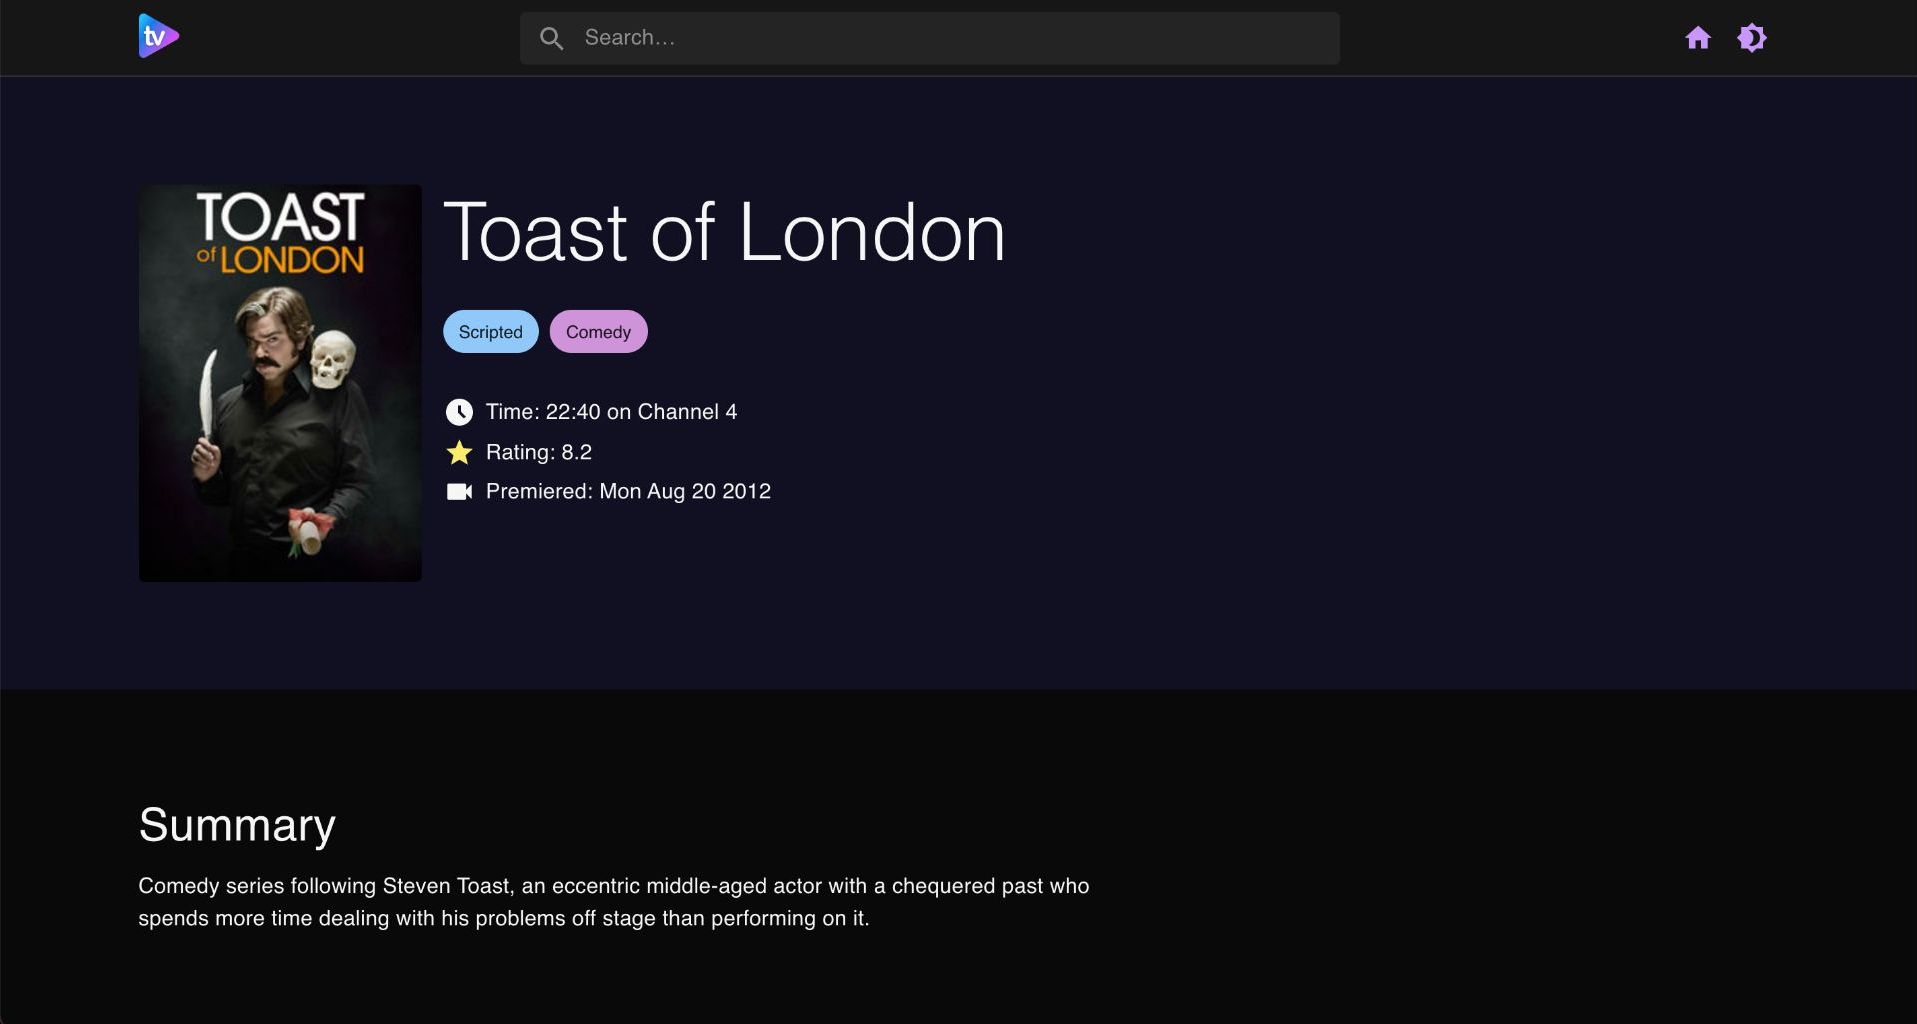 tv
Search...
TOAST
of LONDON
Toast of London
Scripted
Comedy
Time: 22:40 on Channel 4
Rating: 8.2
Premiered: Mon Aug 20 2012
Summary
Comedy series following Steven Toast, an eccentric middle-aged actor with a chequered past who
spends more time dealing with his problems off stage than performing on it.